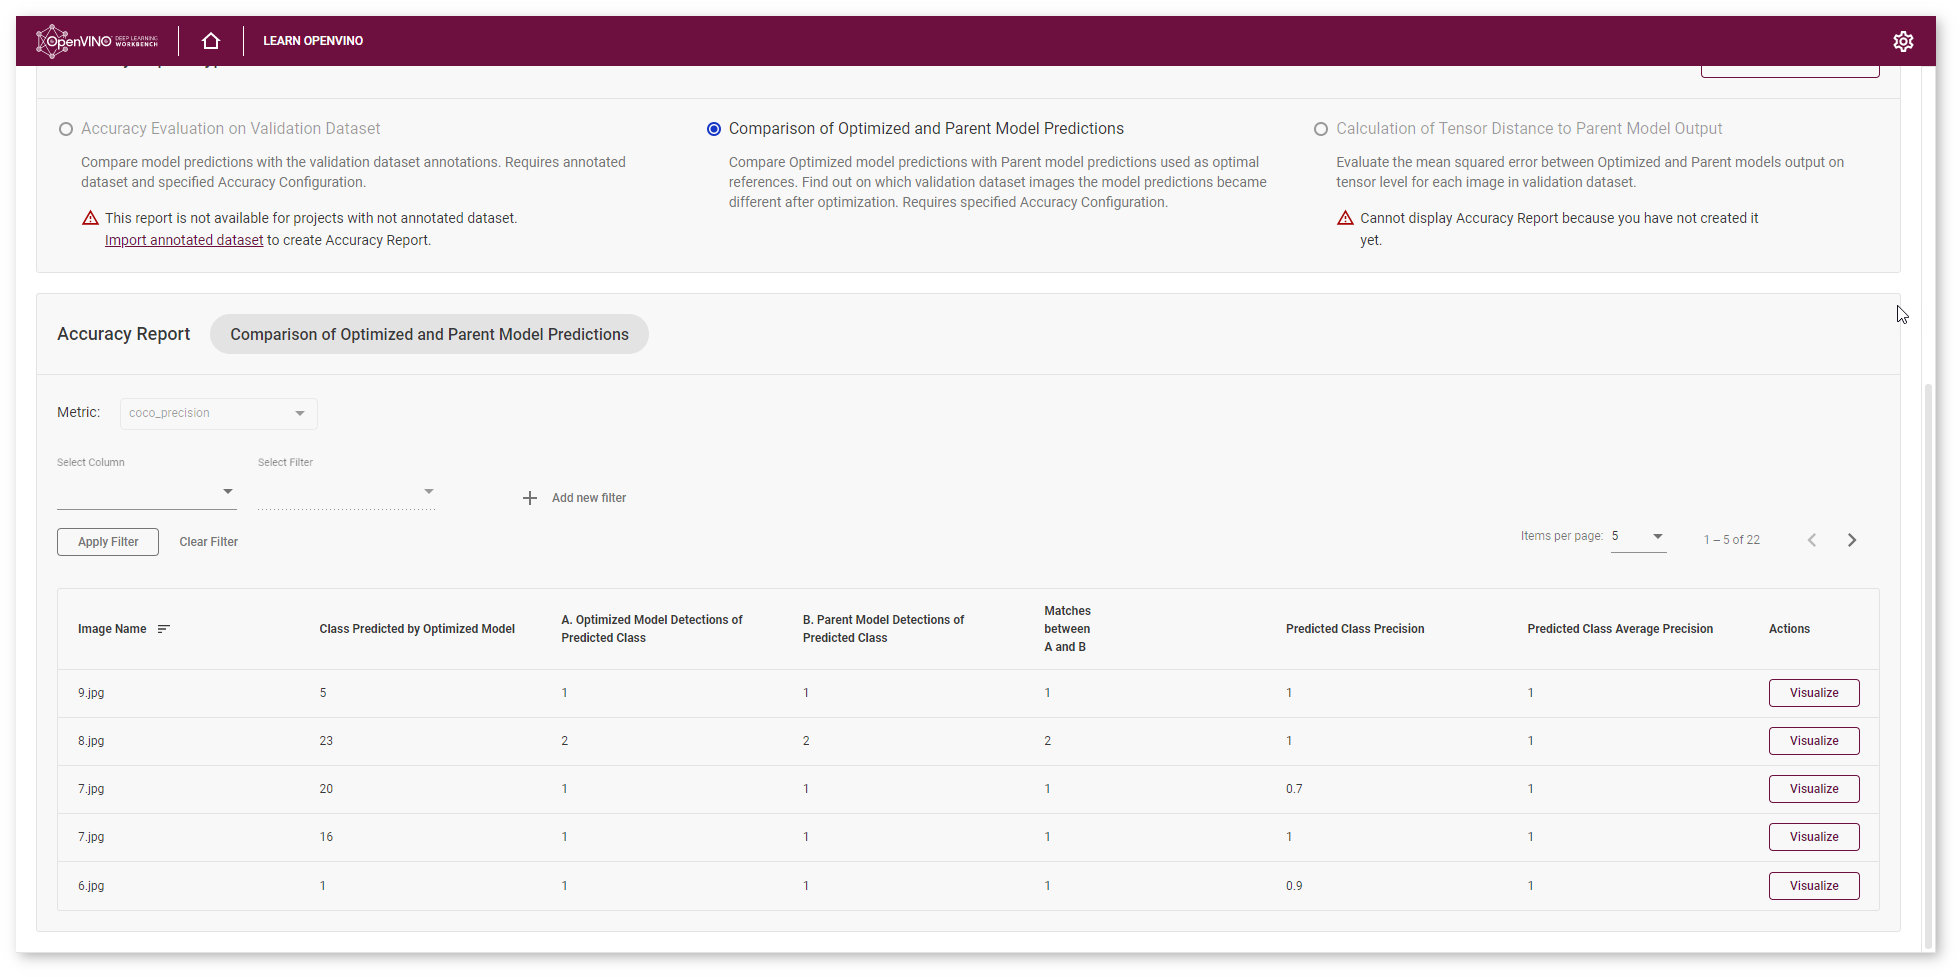 OpenVINO DEEP LEARNING WORKBENCH
LEARN OPENVINO
Accuracy Evaluation on Validation Dataset
Compare model predictions with the validation dataset annotations. Requires annotated
dataset and specified Accuracy Configuration.
This report is not available for projects with not annotated dataset.
Import annotated dataset to create Accuracy Report.
Comparison of Optimized and Parent Model Predictions
Compare Optimized model predictions with Parent model predictions used as optimal
references. Find out on which validation dataset images the model predictions became
different after optimization. Requires specified Accuracy Configuration.
Calculation of Tensor Distance to Parent Model Output
Evaluate the mean squared error between Optimized and Parent models output on
tensor level for each image in validation dataset.
Cannot display Accuracy Report because you have not created it
yet.
Accuracy Report Comparison of Optimized and Parent Model Predictions
Metric: coco_precision
Select Column Select Filter
Add new filter
Apply Filter Clear Filter
Items per page: 5 1 – 5 of 22
Image Name Class Predicted by Optimized Model A. Optimized Model Detections of Predicted Class B. Parent Model Detections of Predicted Class Matches between A and B Predicted Class Precision Predicted Class Average Precision Actions
9.jpg 5 1 1 1 1 1 Visualize
8.jpg 23 2 2 2 1 1 Visualize
7.jpg 20 1 1 1 0.7 1 Visualize
7.jpg 16 1 1 1 1 1 Visualize
6.jpg 1 1 1 1 0.9 1 Visualize